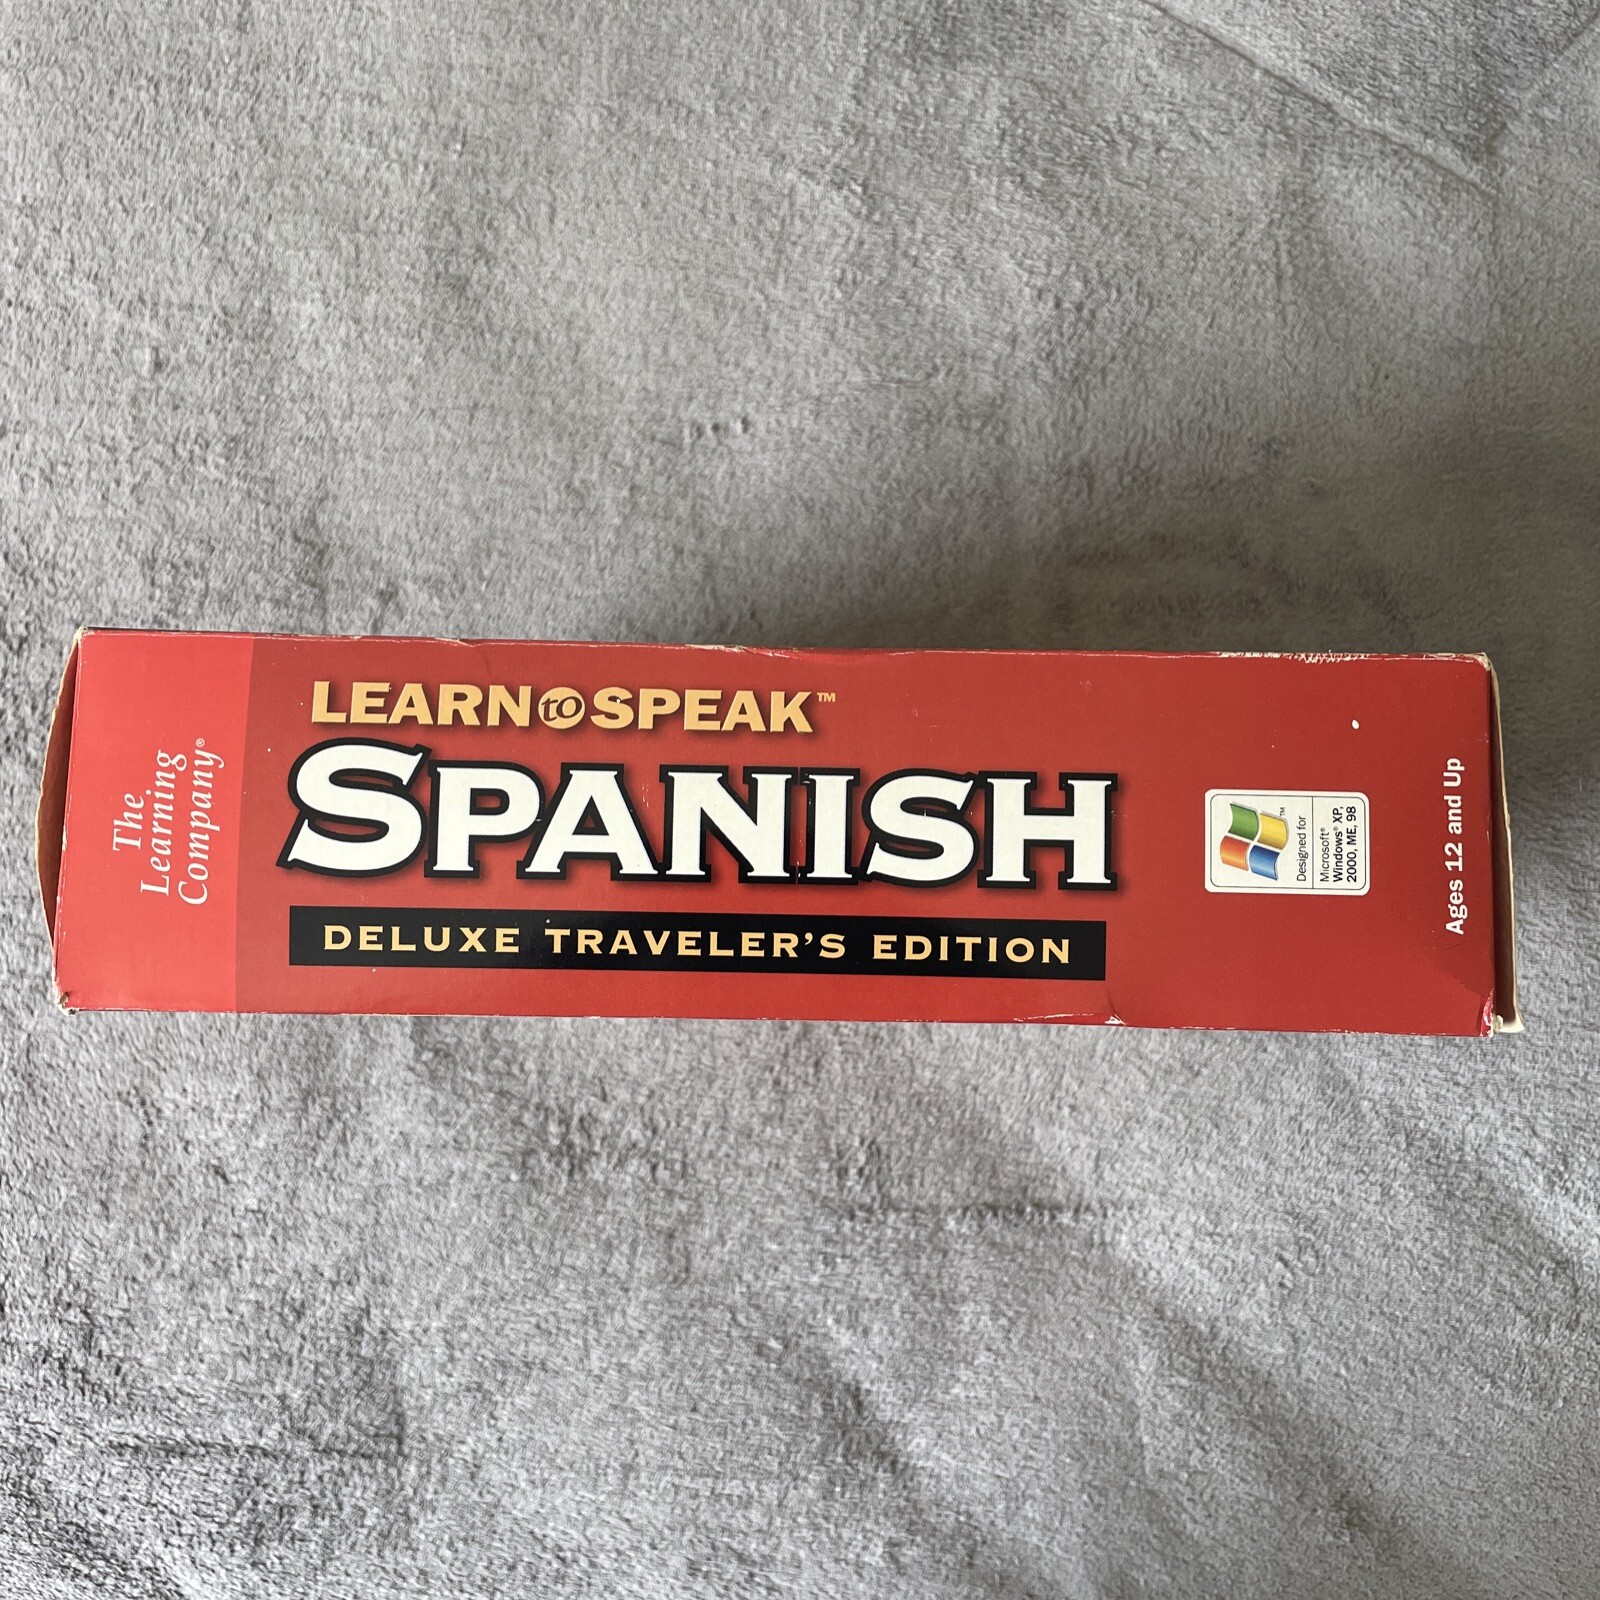 The
Learning
Company®
LEARN to SPEAK™
SPANISH
DELUXE TRAVELER'S EDITION
™
Designed for
Microsoft®
Windows® XP,
2000, ME, 98
Ages 12 and Up